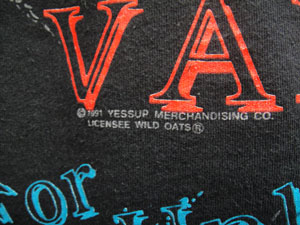 VA
© 1991 YESSUP MERCHANDISING CO.
LICENSEE WILD OATS®
for